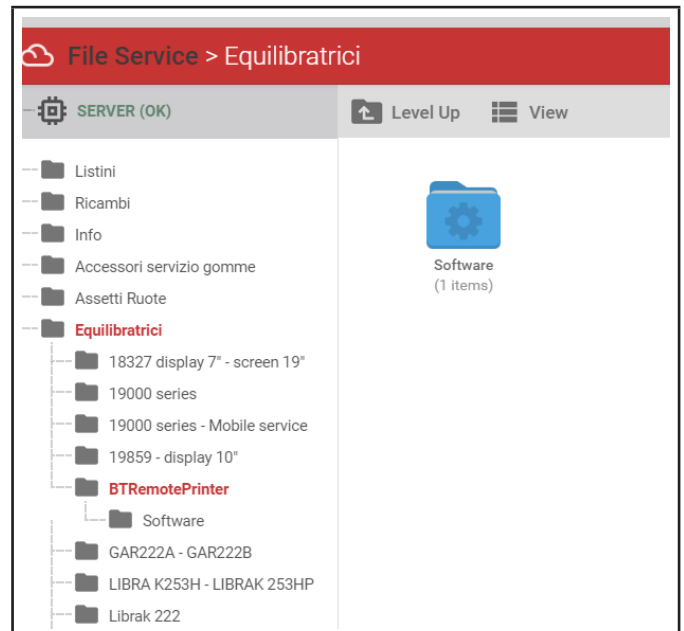 File Service > Equilibratrici
SERVER (OK)
Level Up
View
Listini
Ricambi
Info
Accessori servizio gomme
Assetti Ruote
Equilibratrici
18327 display 7" - screen 19"
19000 series
19000 series - Mobile service
19859 - display 10"
BTRemotePrinter
Software
GAR222A - GAR222B
LIBRA K253H - LIBRAK 253HP
Librak 222
Software
(1 items)